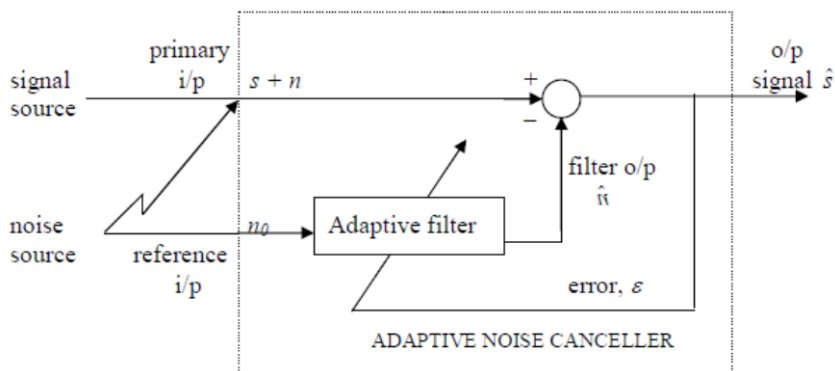 primary
i/p
signal
source
s + n
+
−
o/p
signal ŝ
filter o/p
noise
source
n₀
reference
i/p
Adaptive filter
error, ε
ADAPTIVE NOISE CANCELLER